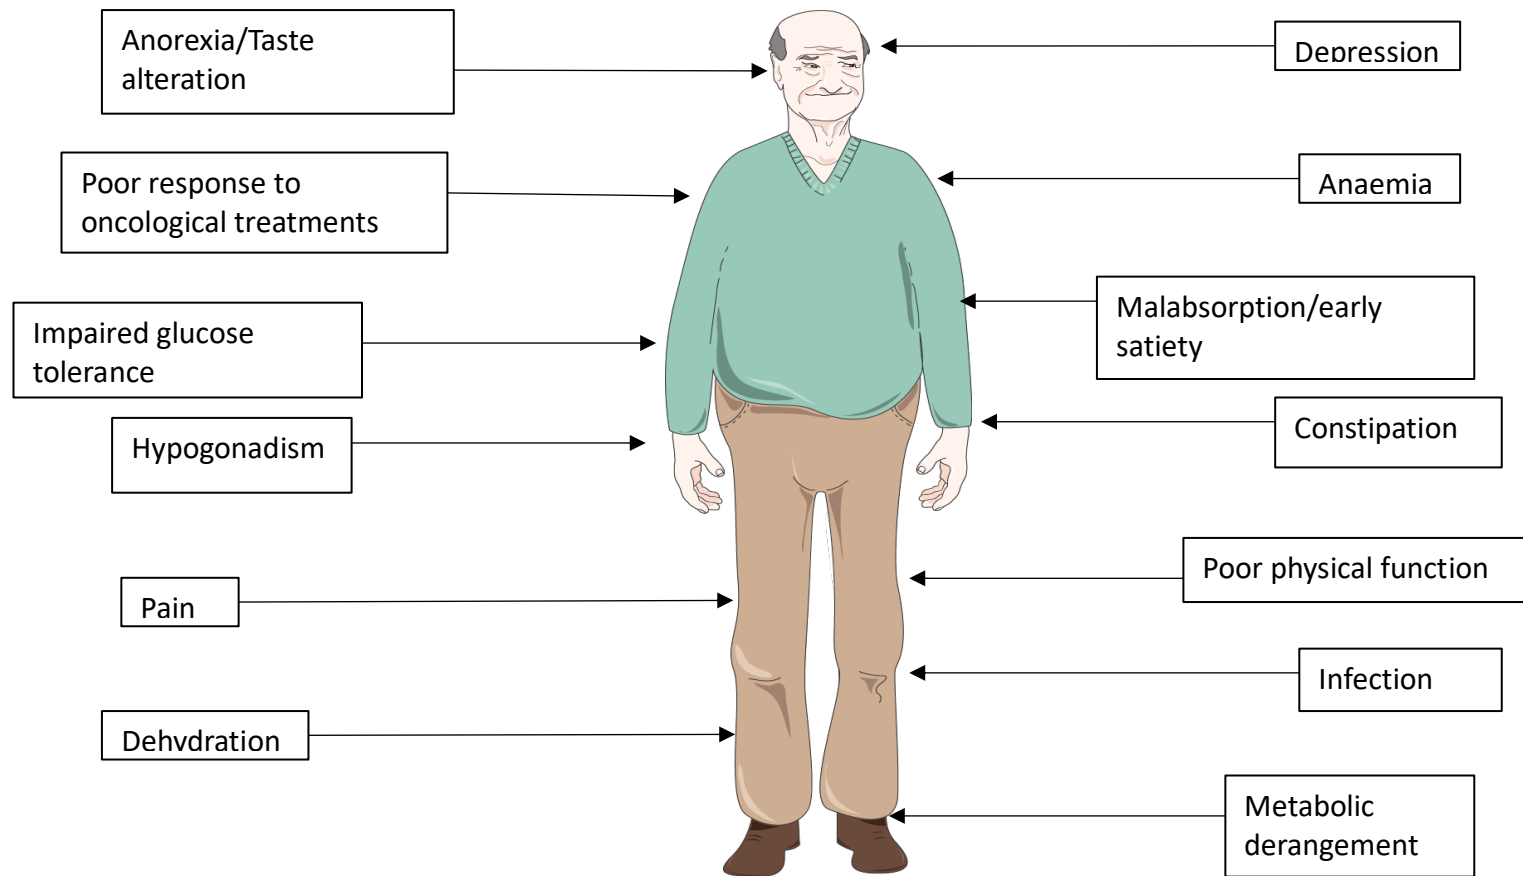 Anorexia/Taste
alteration
Depression
Poor response to
oncological treatments
Anaemia
Impaired glucose
tolerance
Malabsorption/early
satiety
Hypogonadism
Constipation
Pain
Poor physical function
Infection
Dehydration
Metabolic
derangement